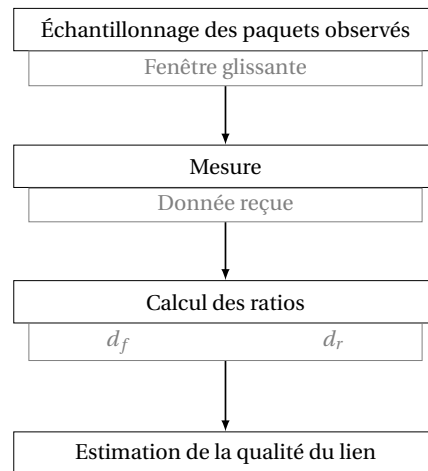 Échantillonnage des paquets observés
Fenêtre glissante
Mesure
Donnée reçue
Calcul des ratios
d_f d_r
Estimation de la qualité du lien